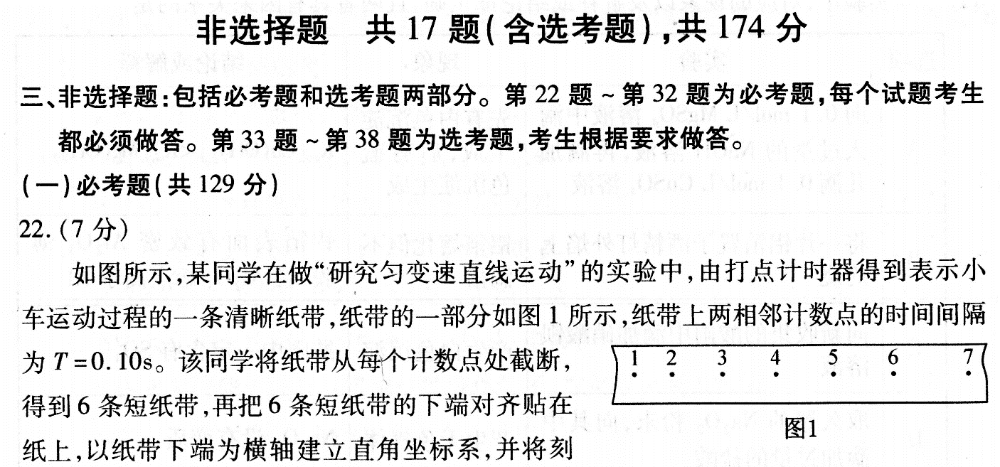 非选择题　共 17 题(含选考题),共 174 分
三、非选择题:包括必考题和选考题两部分。第 22 题 ~ 第 32 题为必考题,每个试题考生
都必须做答。第 33 题 ~ 第 38 题为选考题,考生根据要求做答。
(一)必考题(共 129 分)
22. (7 分)
如图所示,某同学在做“研究匀变速直线运动”的实验中,由打点计时器得到表示小
车运动过程的一条清晰纸带,纸带的一部分如图 1 所示,纸带上两相邻计数点的时间间隔
为 T = 0. 10s。该同学将纸带从每个计数点处截断,
得到 6 条短纸带,再把 6 条短纸带的下端对齐贴在
纸上,以纸带下端为横轴建立直角坐标系,并将刻
1 2 3 4 5 6 7
图1